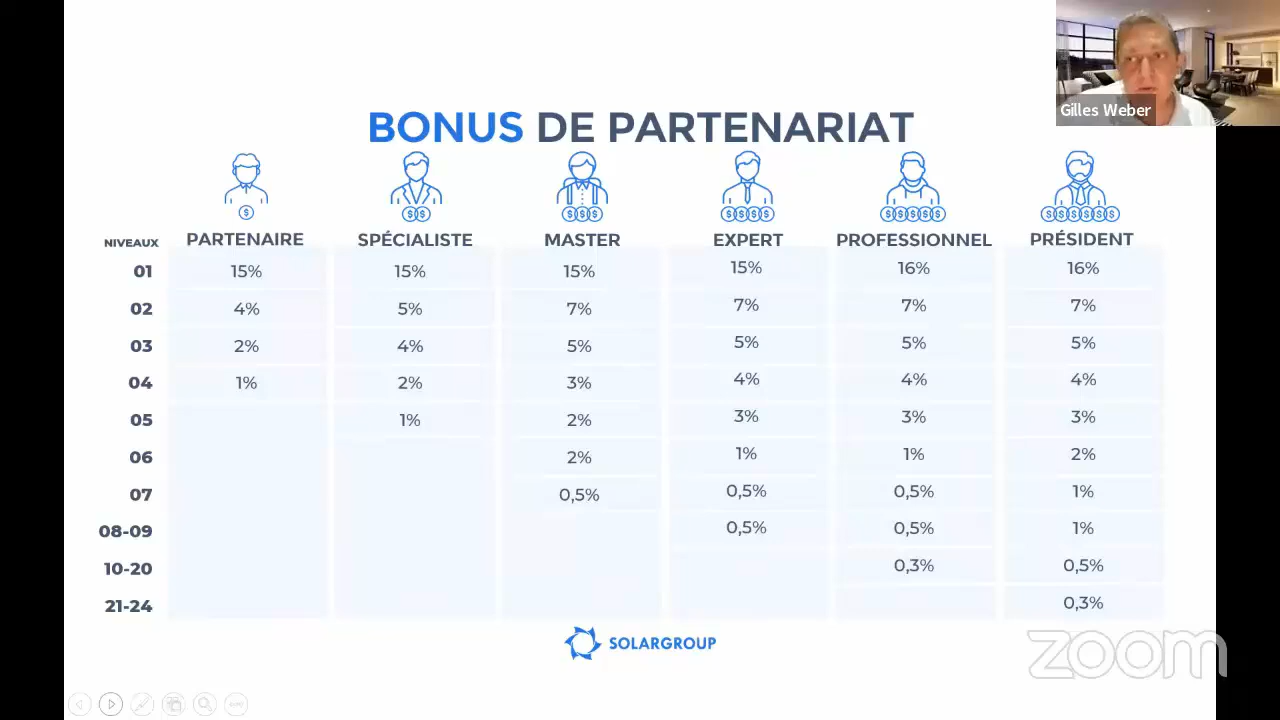 Gilles Weber
BONUS DE PARTENARIAT
NIVEAUX PARTENAIRE SPÉCIALISTE MASTER EXPERT PROFESSIONNEL PRÉSIDENT
01 15% 15% 15% 15% 16% 16%
02 4% 5% 7% 7% 7% 7%
03 2% 4% 5% 5% 5% 5%
04 1% 2% 3% 4% 4% 4%
05 1% 2% 3% 3% 3%
06 2% 1% 1% 2%
07 0,5% 0,5% 0,5% 1%
08-09 0,5% 0,5% 1%
10-20 0,3% 0,5%
21-24 0,3%
SOLARGROUP
zoom